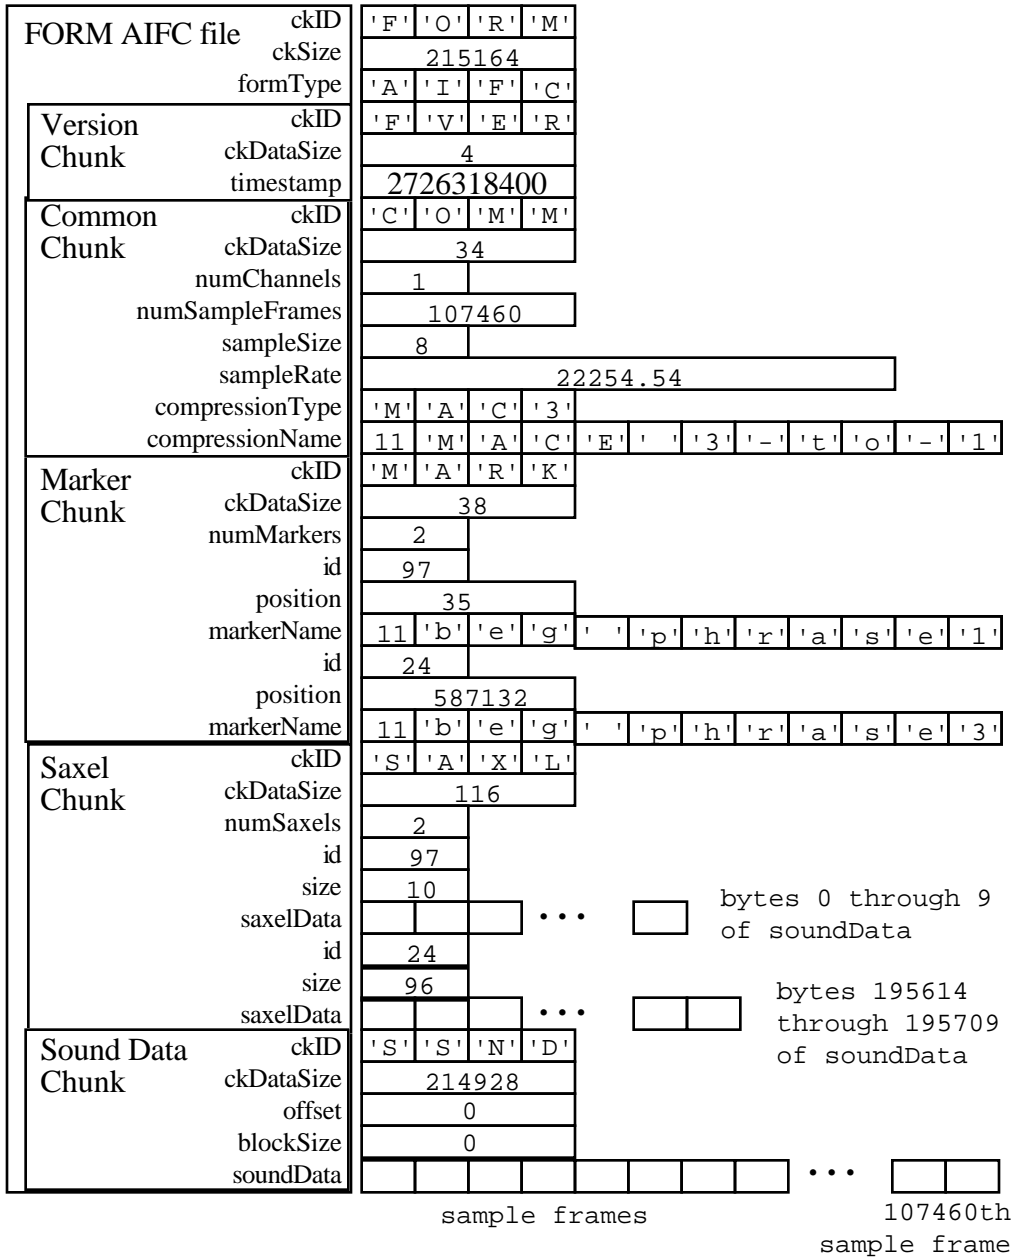 FORM AIFC file ckID 'F' 'O' 'R' 'M'
ckSize 215164
formType 'A' 'I' 'F' 'C'
Version ckID 'F' 'V' 'E' 'R'
Chunk ckDataSize 4
timestamp 2726318400
Common ckID 'C' 'O' 'M' 'M'
Chunk ckDataSize 34
numChannels 1
numSampleFrames 107460
sampleSize 8
sampleRate 22254.54
compressionType 'M' 'A' 'C' '3'
compressionName 11 'M' 'A' 'C' 'E' ' ' '3' '-' 't' 'o' '-' '1'
Marker ckID 'M' 'A' 'R' 'K'
Chunk ckDataSize 38
numMarkers 2
id 97
position 35
markerName 11 'b' 'e' 'g' ' ' 'p' 'h' 'r' 'a' 's' 'e' '1'
id 24
position 587132
markerName 11 'b' 'e' 'g' ' ' 'p' 'h' 'r' 'a' 's' 'e' '3'
Saxel ckID 'S' 'A' 'X' 'L'
Chunk ckDataSize 116
numSaxels 2
id 97
size 10
saxelData ••• bytes 0 through 9
of soundData
id 24
size 96
saxelData ••• bytes 195614
through 195709
of soundData
Sound Data ckID 'S' 'S' 'N' 'D'
Chunk ckDataSize 214928
offset 0
blockSize 0
soundData •••
sample frames 107460th
sample frame